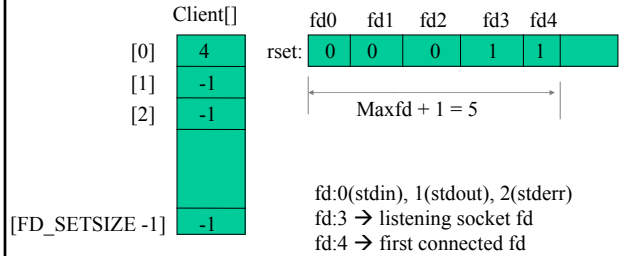 Client[]
[0] 4
[1] -1
[2] -1
[FD_SETSIZE -1] -1
fd0 fd1 fd2 fd3 fd4
rset: 0 0 0 1 1
Maxfd + 1 = 5
fd:0(stdin), 1(stdout), 2(stderr)
fd:3 → listening socket fd
fd:4 → first connected fd